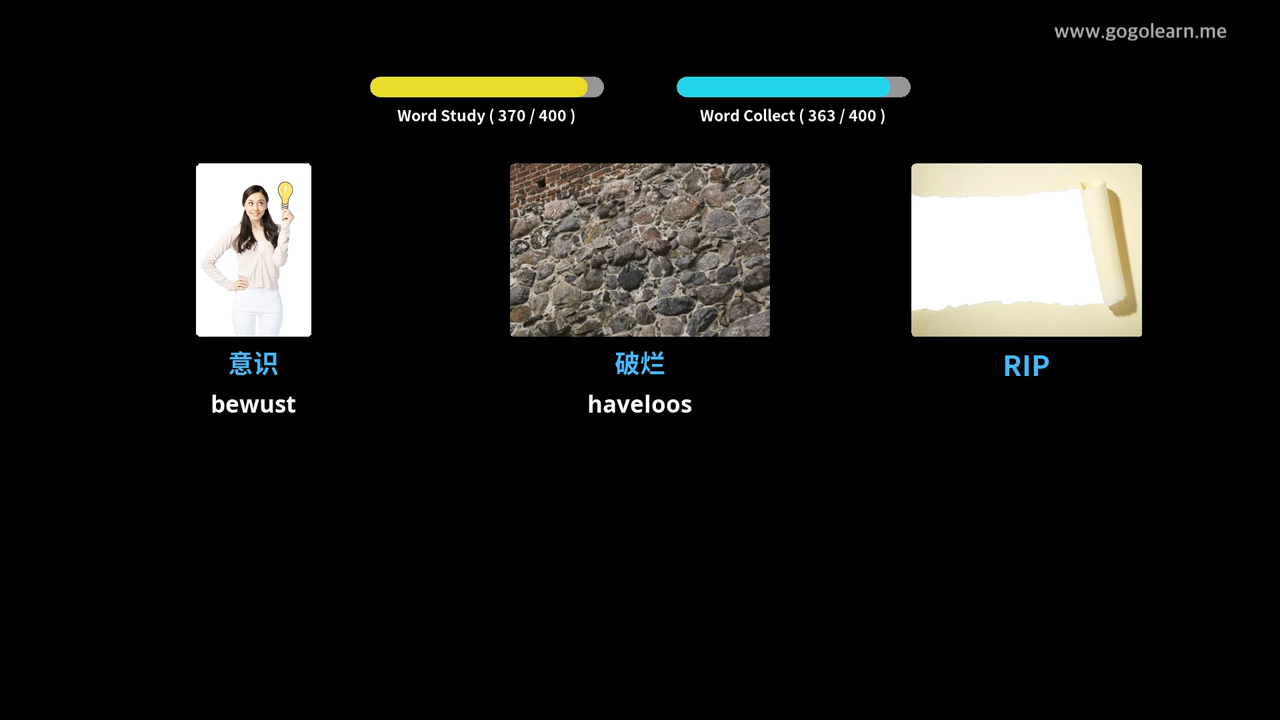 www.gogolearn.me
Word Study ( 370 / 400 )
Word Collect ( 363 / 400 )
意识
破烂
RIP
bewust
haveloos